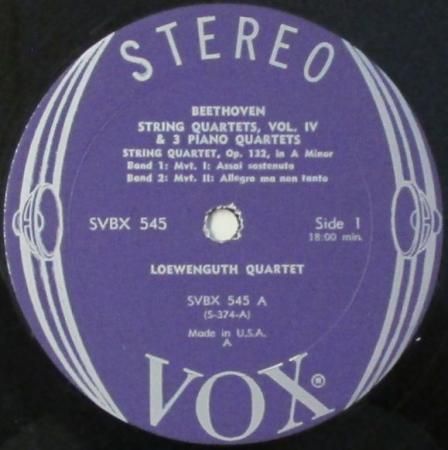 STEREO
BEETHOVEN
STRING QUARTETS, VOL. IV
& 3 PIANO QUARTETS
STRING QUARTET, Op. 132, in A Minor
Band 1: Mvt. I: Assai sostenuto
Band 2: Mvt. II: Allegro ma non tanto
SVBX 545
Side 1
18:00 min.
LOEWENGUTH QUARTET
SVBX 545 A
(S-374-A)
Made in U.S.A.
A
VOX®